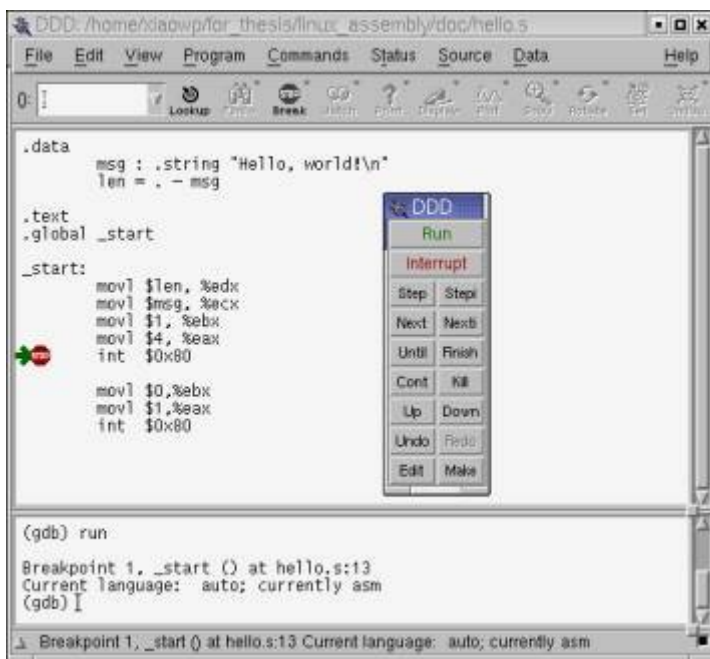 DDD: /home/xiaowp/for_thesis/linux_assembly/doc/hello.s
File Edit View Program Commands Status Source Data Help
0: Lookup Break Rotate
.data
msg : .string "Hello, world!\n"
len = . - msg
.text
.global _start
_start:
movl $len, %edx
movl $msg, %ecx
movl $1, %ebx
movl $4, %eax
int $0x80
movl $0,%ebx
movl $1,%eax
int $0x80
DDD
Run
Interrupt
Step Stepi
Next Nexti
Until Finish
Cont Kill
Up Down
Undo Redo
Edit Make
(gdb) run
Breakpoint 1, _start () at hello.s:13
Current language: auto; currently asm
(gdb)
Breakpoint 1, _start () at hello.s:13 Current language: auto; currently asm